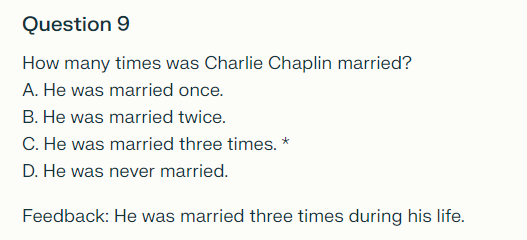 Question 9
How many times was Charlie Chaplin married?
A. He was married once.
B. He was married twice.
C. He was married three times. *
D. He was never married.
Feedback: He was married three times during his life.